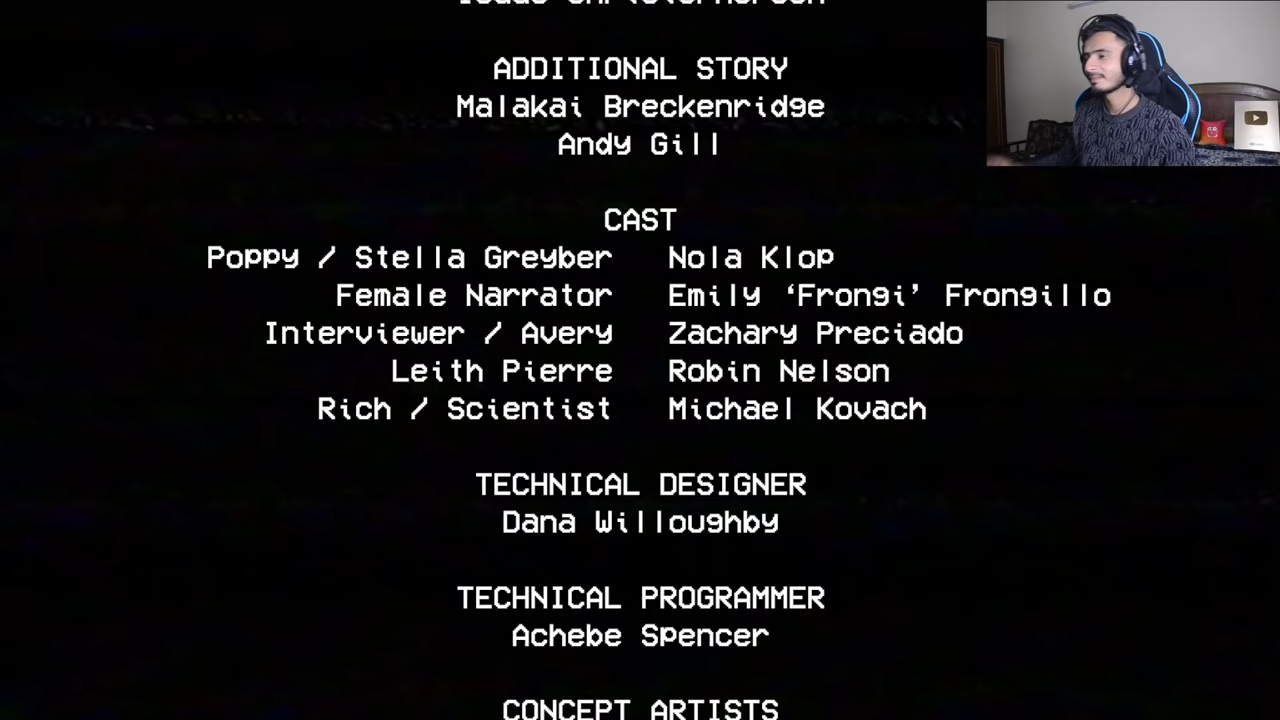 ADDITIONAL STORY
Malakai Breckenridge
Andy Gill
CAST
Poppy / Stella Greyber Nola Klop
Female Narrator Emily ‘Frongi’ Frongillo
Interviewer / Avery Zachary Preciado
Leith Pierre Robin Nelson
Rich / Scientist Michael Kovach
TECHNICAL DESIGNER
Dana Willoughby
TECHNICAL PROGRAMMER
Achebe Spencer
CONCEPT ARTISTS